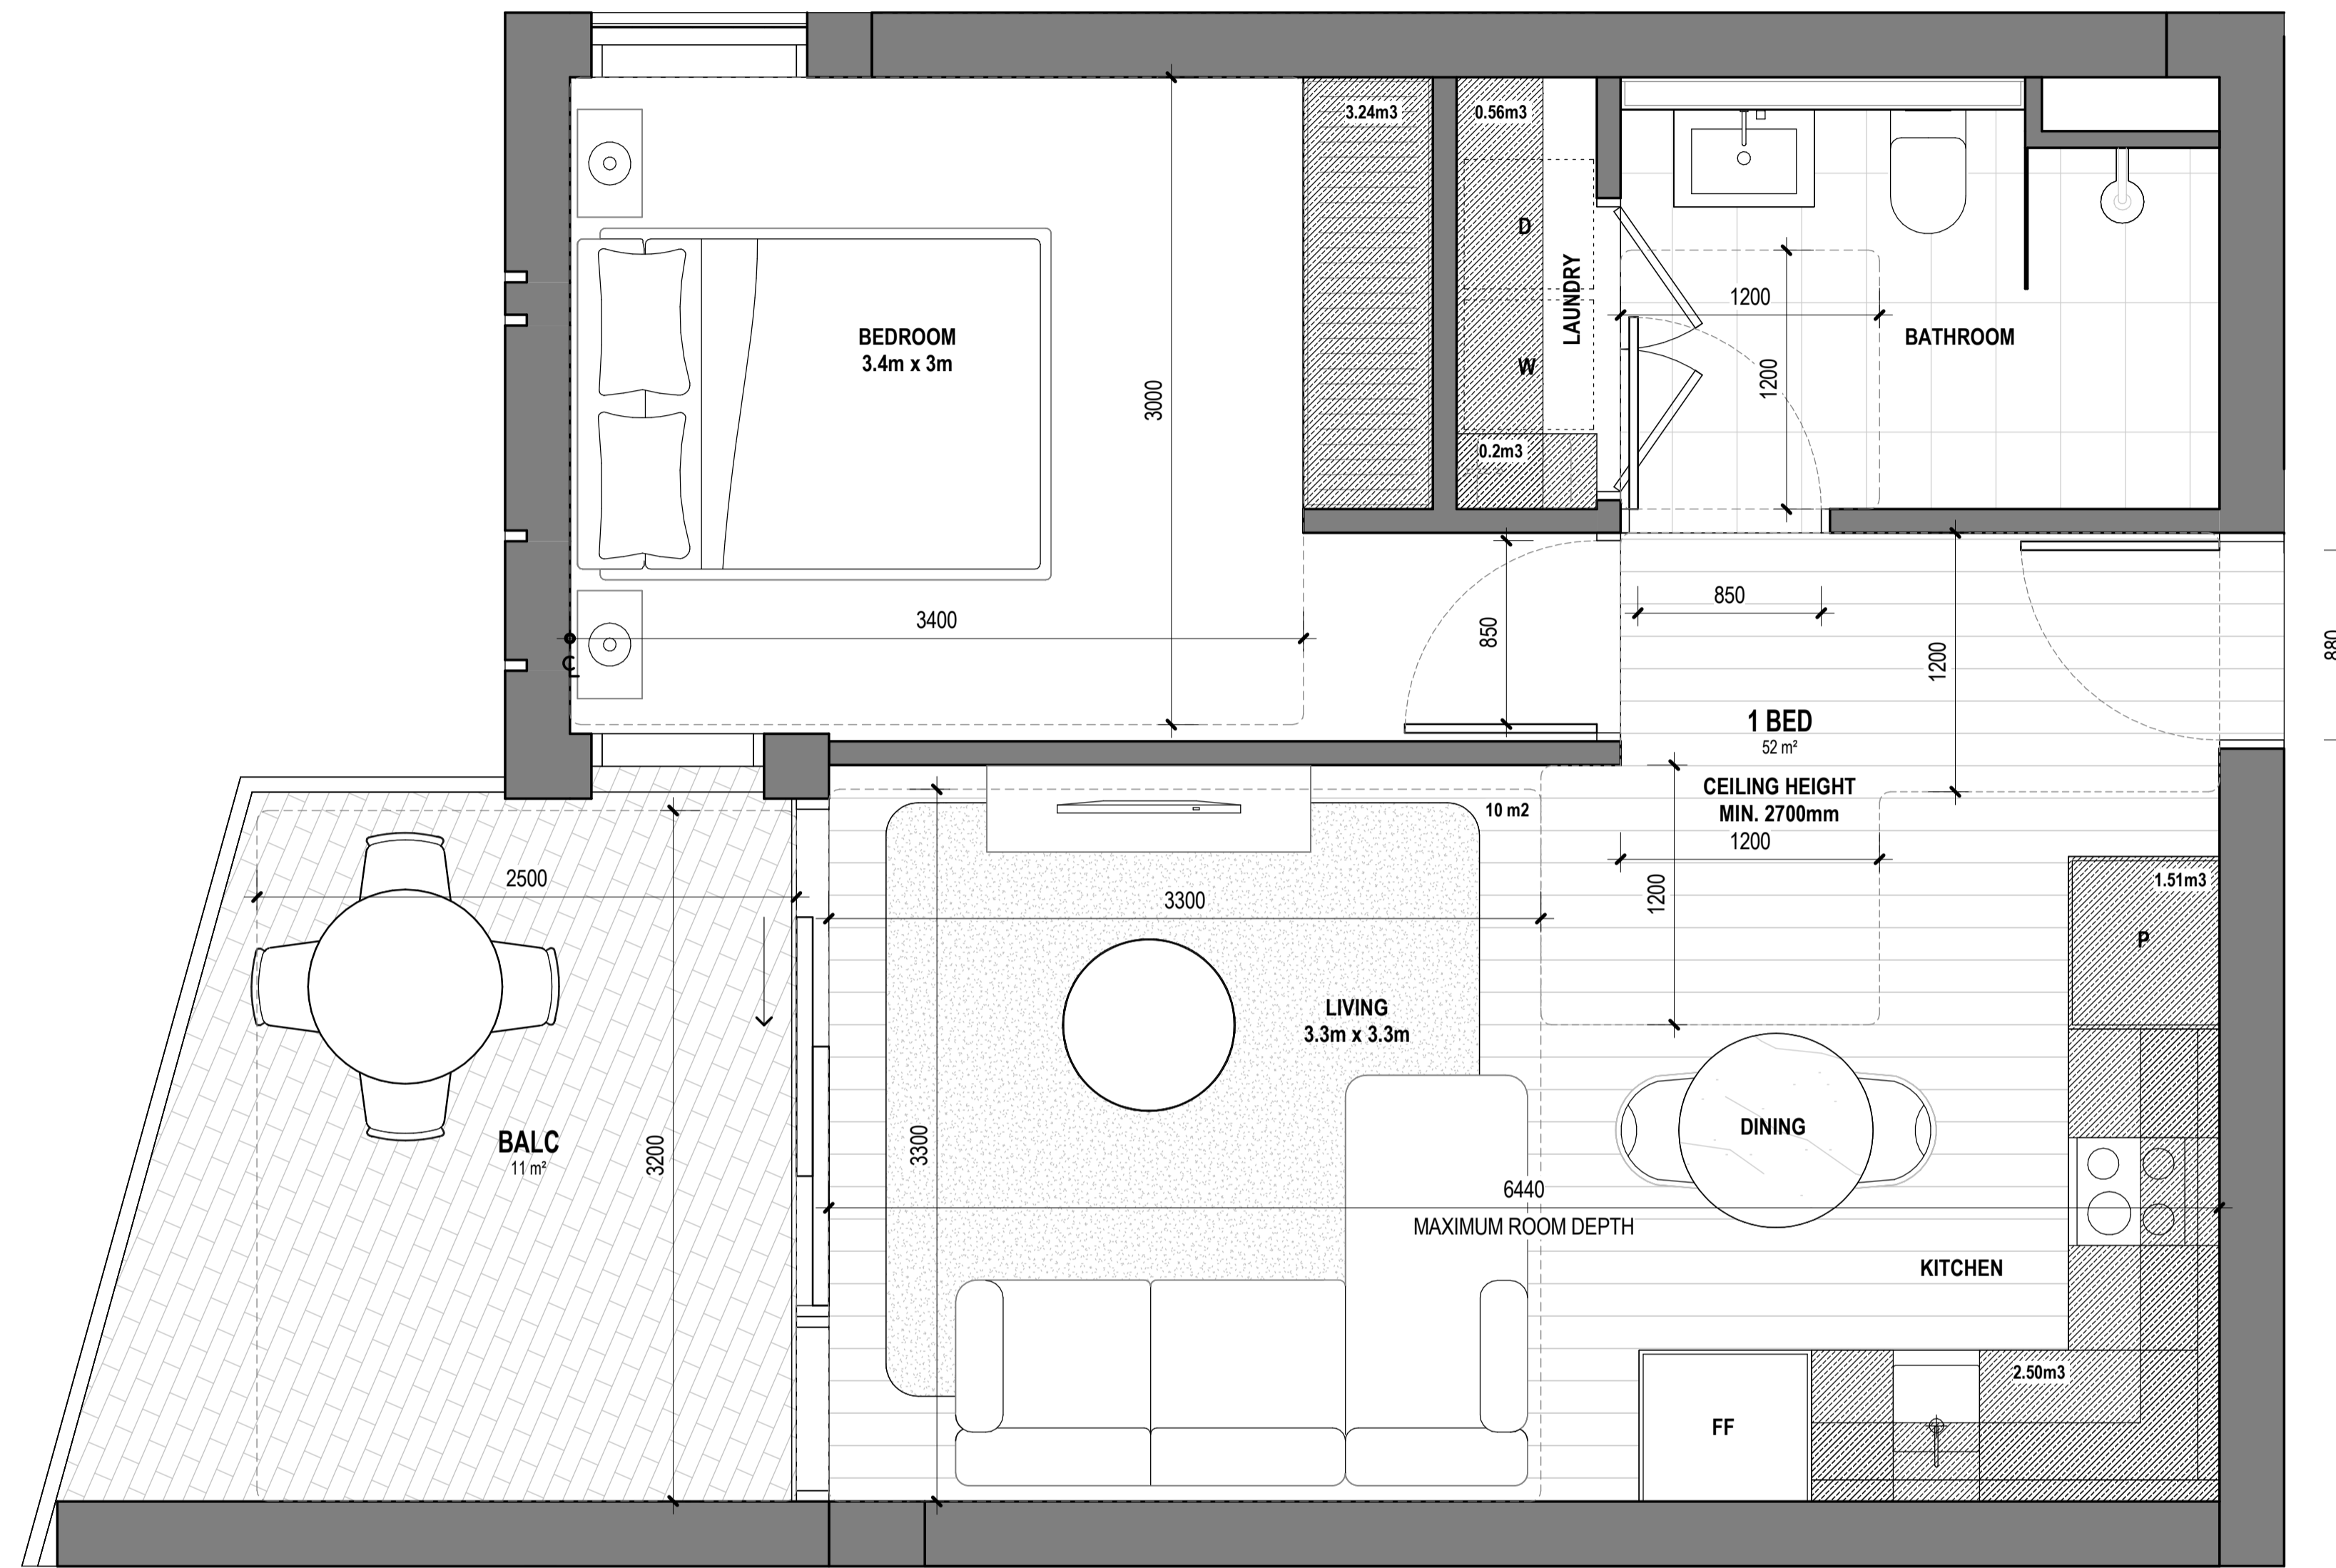 3.24m3
0.56m3
D
LAUNDRY
W
0.2m3
BEDROOM
3.4m x 3m
3000
3400
CL
1200
1200
BATHROOM
850
850
1200
880
1 BED
52 m²
CEILING HEIGHT
MIN. 2700mm
1200
1200
10 m2
2500
3300
1.51m3
P
LIVING
3.3m x 3.3m
BALC
11 m²
3200
3300
DINING
6440
MAXIMUM ROOM DEPTH
KITCHEN
2.50m3
FF